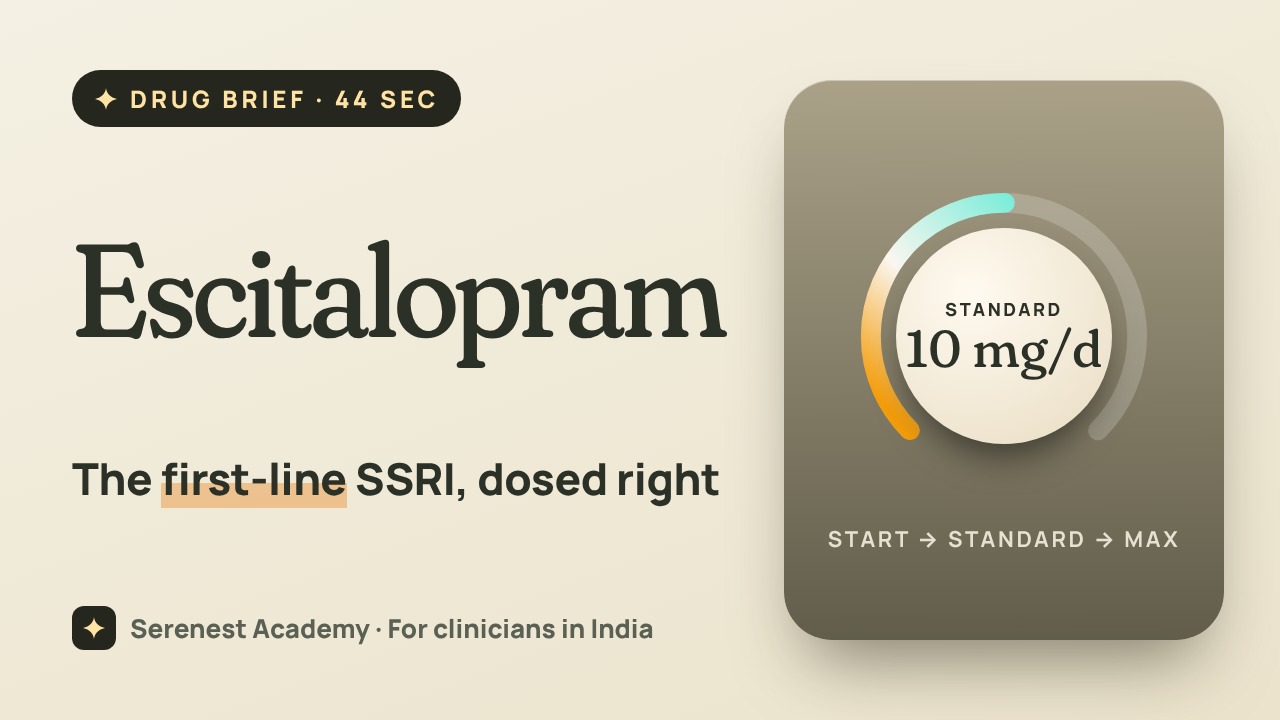 ✦ DRUG BRIEF · 44 SEC
Escitalopram
The first-line SSRI, dosed right
✦ Serenest Academy · For clinicians in India
STANDARD
10 mg/d
START → STANDARD → MAX